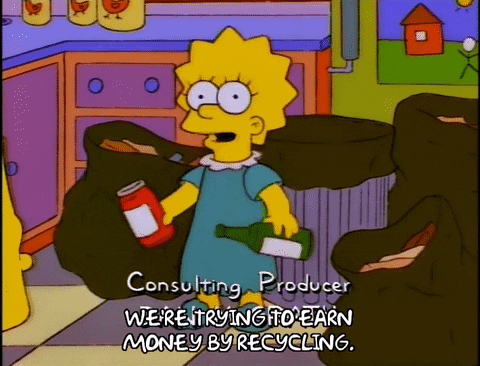 Consulting Producer
WE'RE TRYING TO EARN
MONEY BY RECYCLING.